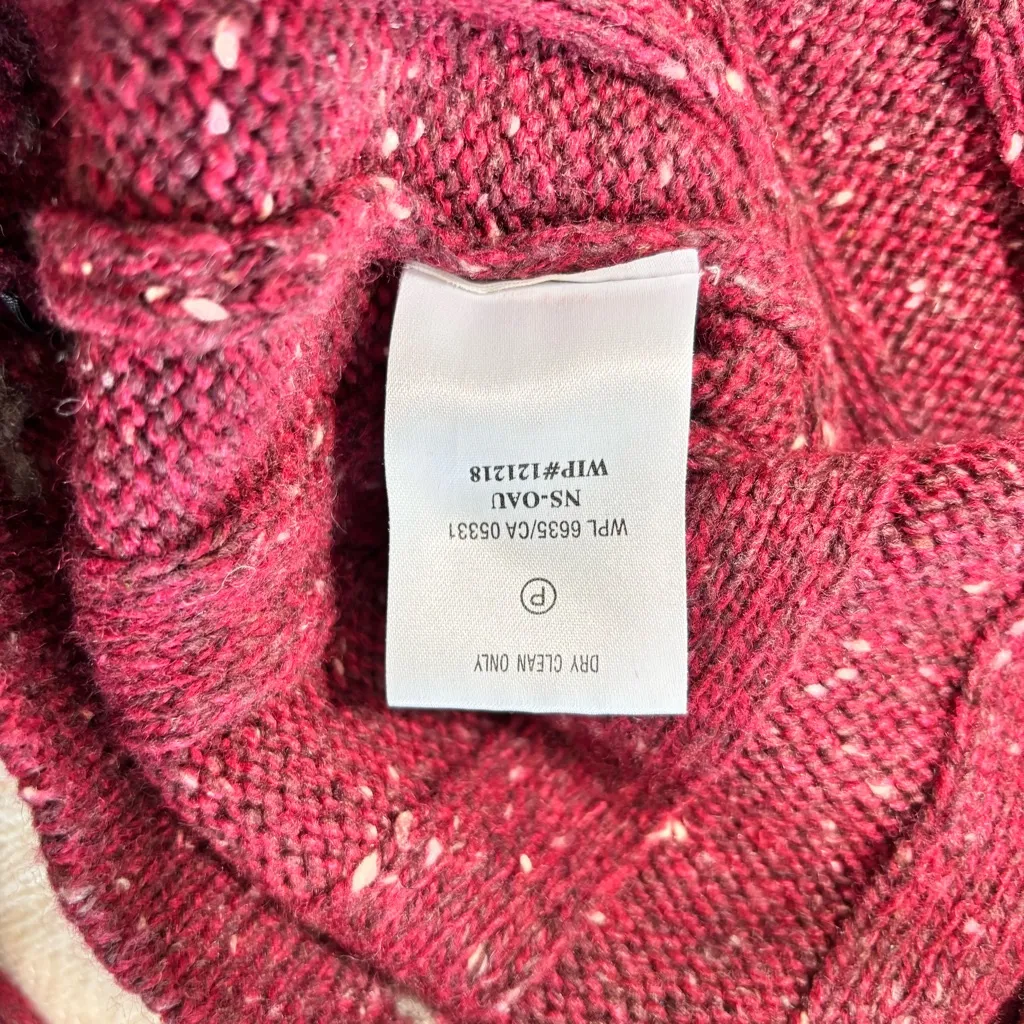 DRY CLEAN ONLY
P
WPL 6635/CA 05331
NS-OAU
WIP#121218